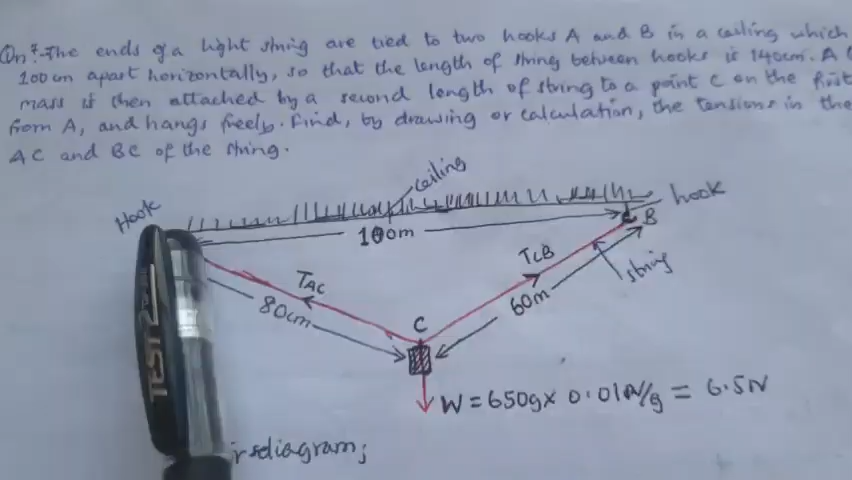 Qn 7. The ends of a light string are tied to two hooks A and B in a ceiling which
100 cm apart horizontally, so that the length of string between hooks is 140cm. A
mass is then attached by a second length of string to a point C on the first
from A, and hangs freely. Find, by drawing or calculation, the tensions in the
AC and BC of the string.
ceiling
Hook
hook
100m
B
TAC
TCB
string
80cm
60m
C
W = 650g x 0.01N/g = 6.5N
diagram;